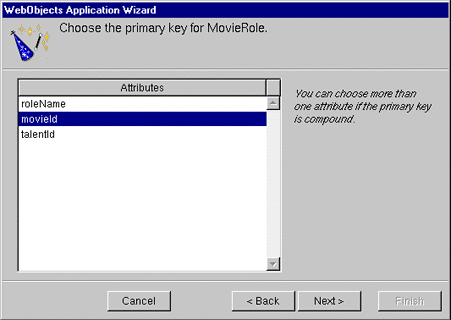 WebObjects Application Wizard
Choose the primary key for MovieRole.
Attributes
roleName
movieId
talentId
You can choose more than
one attribute if the primary key
is compound.
Cancel
< Back
Next >
Finish